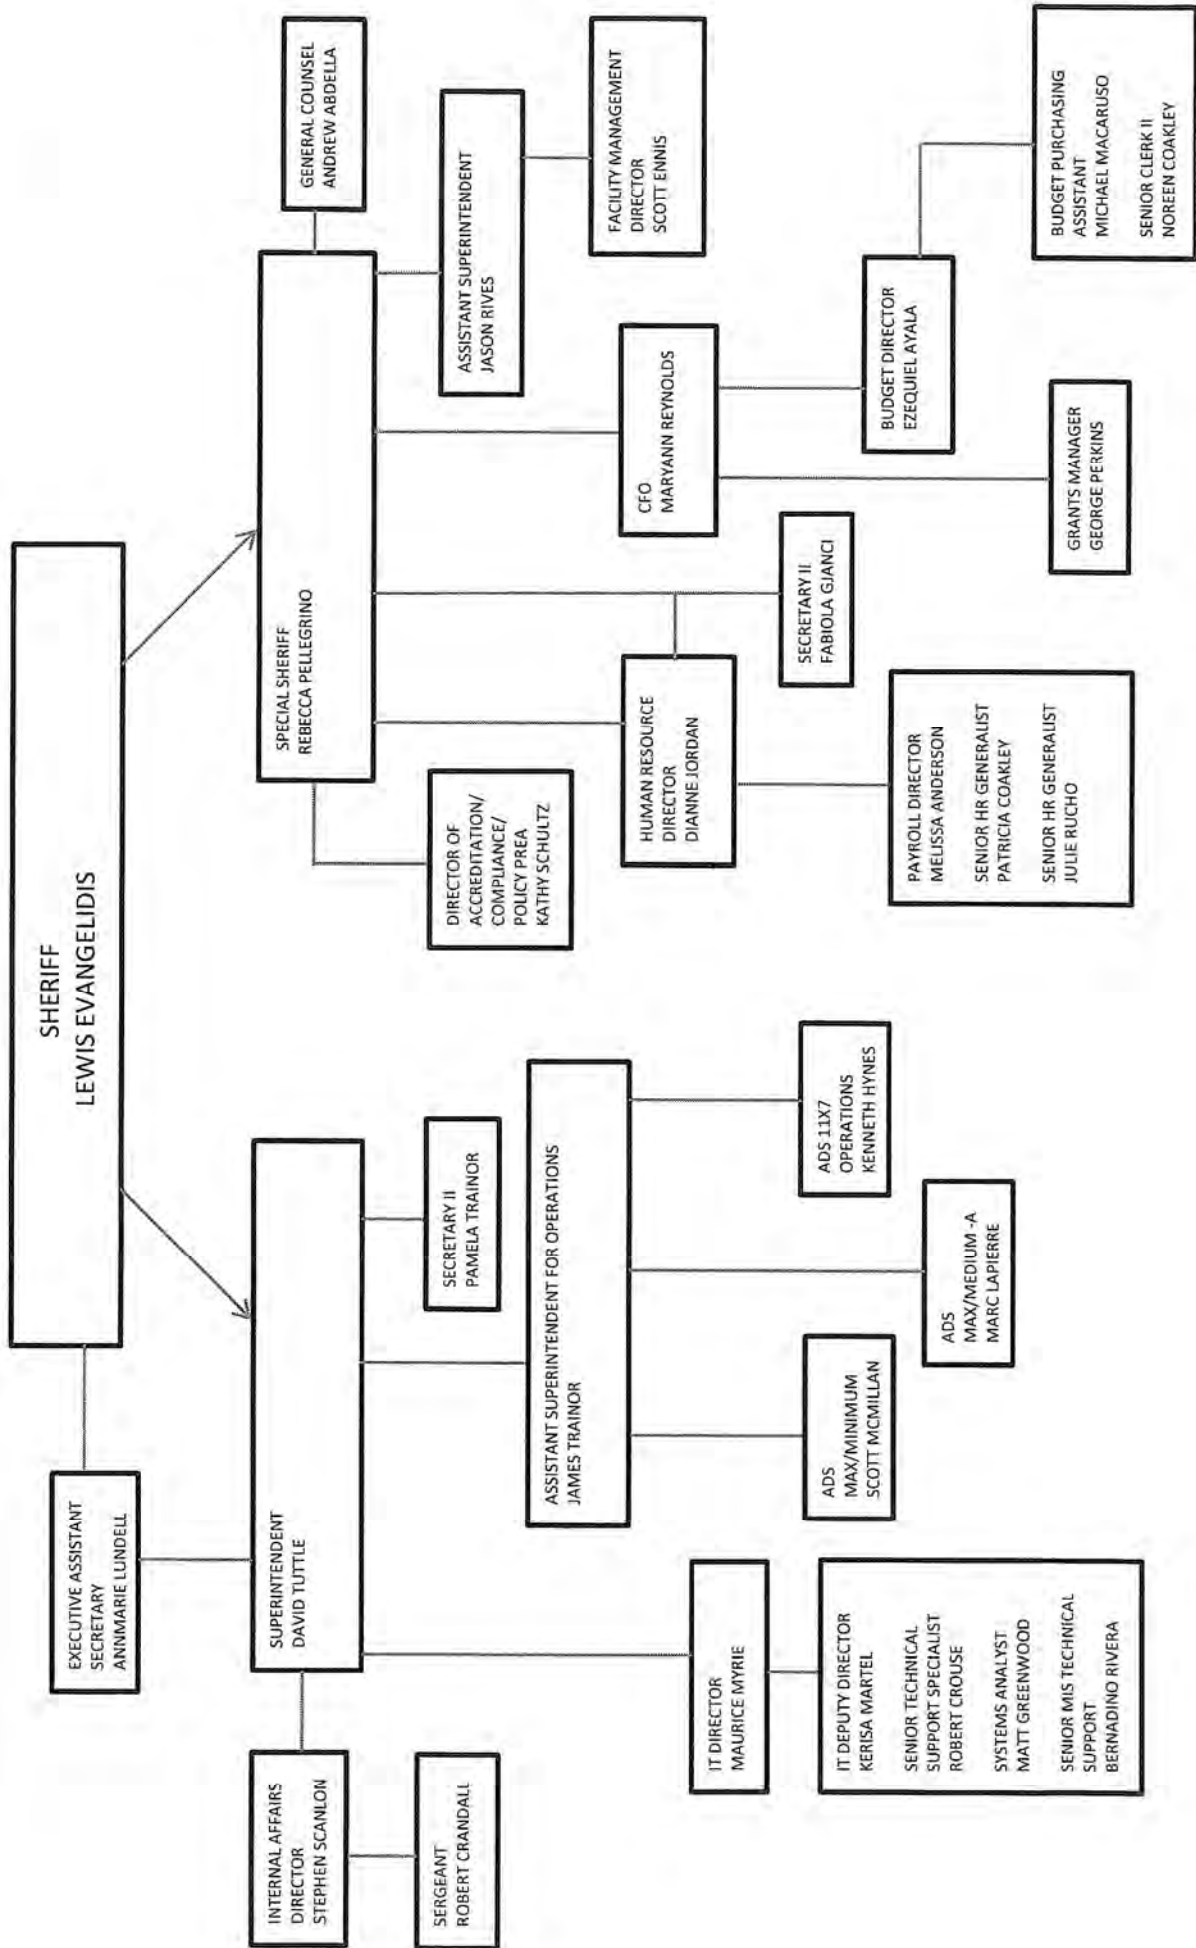 SHERIFF
LEWIS EVANGELIDIS
EXECUTIVE ASSISTANT
SECRETARY
ANNMARIE LUNDELL
INTERNAL AFFAIRS
DIRECTOR
STEPHEN SCANLON
SUPERINTENDENT
DAVID TUTTLE
SPECIAL SHERIFF
REBECCA PELLEGRINO
GENERAL COUNSEL
ANDREW ABDELLA
SERGEANT
ROBERT CRANDALL
SECRETARY II
PAMELA TRAINOR
DIRECTOR OF
ACCREDITATION/
COMPLIANCE/
POLICY PREA
KATHY SCHULTZ
ASSISTANT SUPERINTENDENT
JASON RIVES
ASSISTANT SUPERINTENDENT FOR OPERATIONS
JAMES TRAINOR
HUMAN RESOURCE
DIRECTOR
DIANNE JORDAN
CFO
MARYANN REYNOLDS
FACILITY MANAGEMENT
DIRECTOR
SCOTT ENNIS
IT DIRECTOR
MAURICE MYRIE
ADS
MAX/MINIMUM
SCOTT MCMILLAN
ADS 11X7
OPERATIONS
KENNETH HYNES
SECRETARY II
FABIOLA GJANCI
IT DEPUTY DIRECTOR
KERISA MARTEL
SENIOR TECHNICAL
SUPPORT SPECIALIST
ROBERT CROUSE
SYSTEMS ANALYST
MATT GREENWOOD
SENIOR MIS TECHNICAL
SUPPORT
BERNADINO RIVERA
ADS
MAX/MEDIUM -A
MARC LAPIERRE
PAYROLL DIRECTOR
MELISSA ANDERSON
SENIOR HR GENERALIST
PATRICIA COAKLEY
SENIOR HR GENERALIST
JULIE RUCHO
BUDGET DIRECTOR
EZEQUIEL AYALA
GRANTS MANAGER
GEORGE PERKINS
BUDGET PURCHASING
ASSISTANT
MICHAEL MACARUSO
SENIOR CLERK II
NOREEN COAKLEY